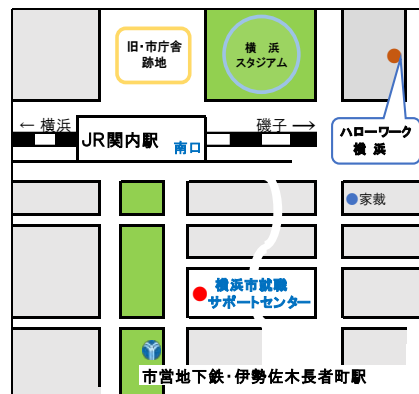 旧・市庁舎
跡地
横 浜
スタジアム
← 横浜
JR関内駅
南口
磯子 →
ハローワーク
横 浜
家裁
横浜市就職
サポートセンター
市営地下鉄・伊勢佐木長者町駅